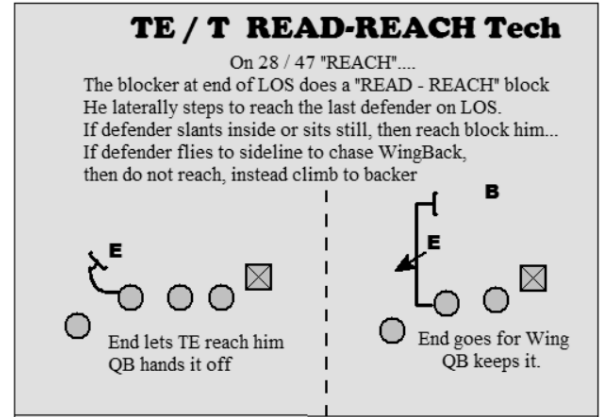 TE / T READ-REACH Tech
On 28 / 47 "REACH"....
The blocker at end of LOS does a "READ - REACH" block
He laterally steps to reach the last defender on LOS.
If defender slants inside or sits still, then reach block him...
If defender flies to sideline to chase WingBack,
then do not reach, instead climb to backer
E
End lets TE reach him
QB hands it off
B
E
End goes for Wing
QB keeps it.